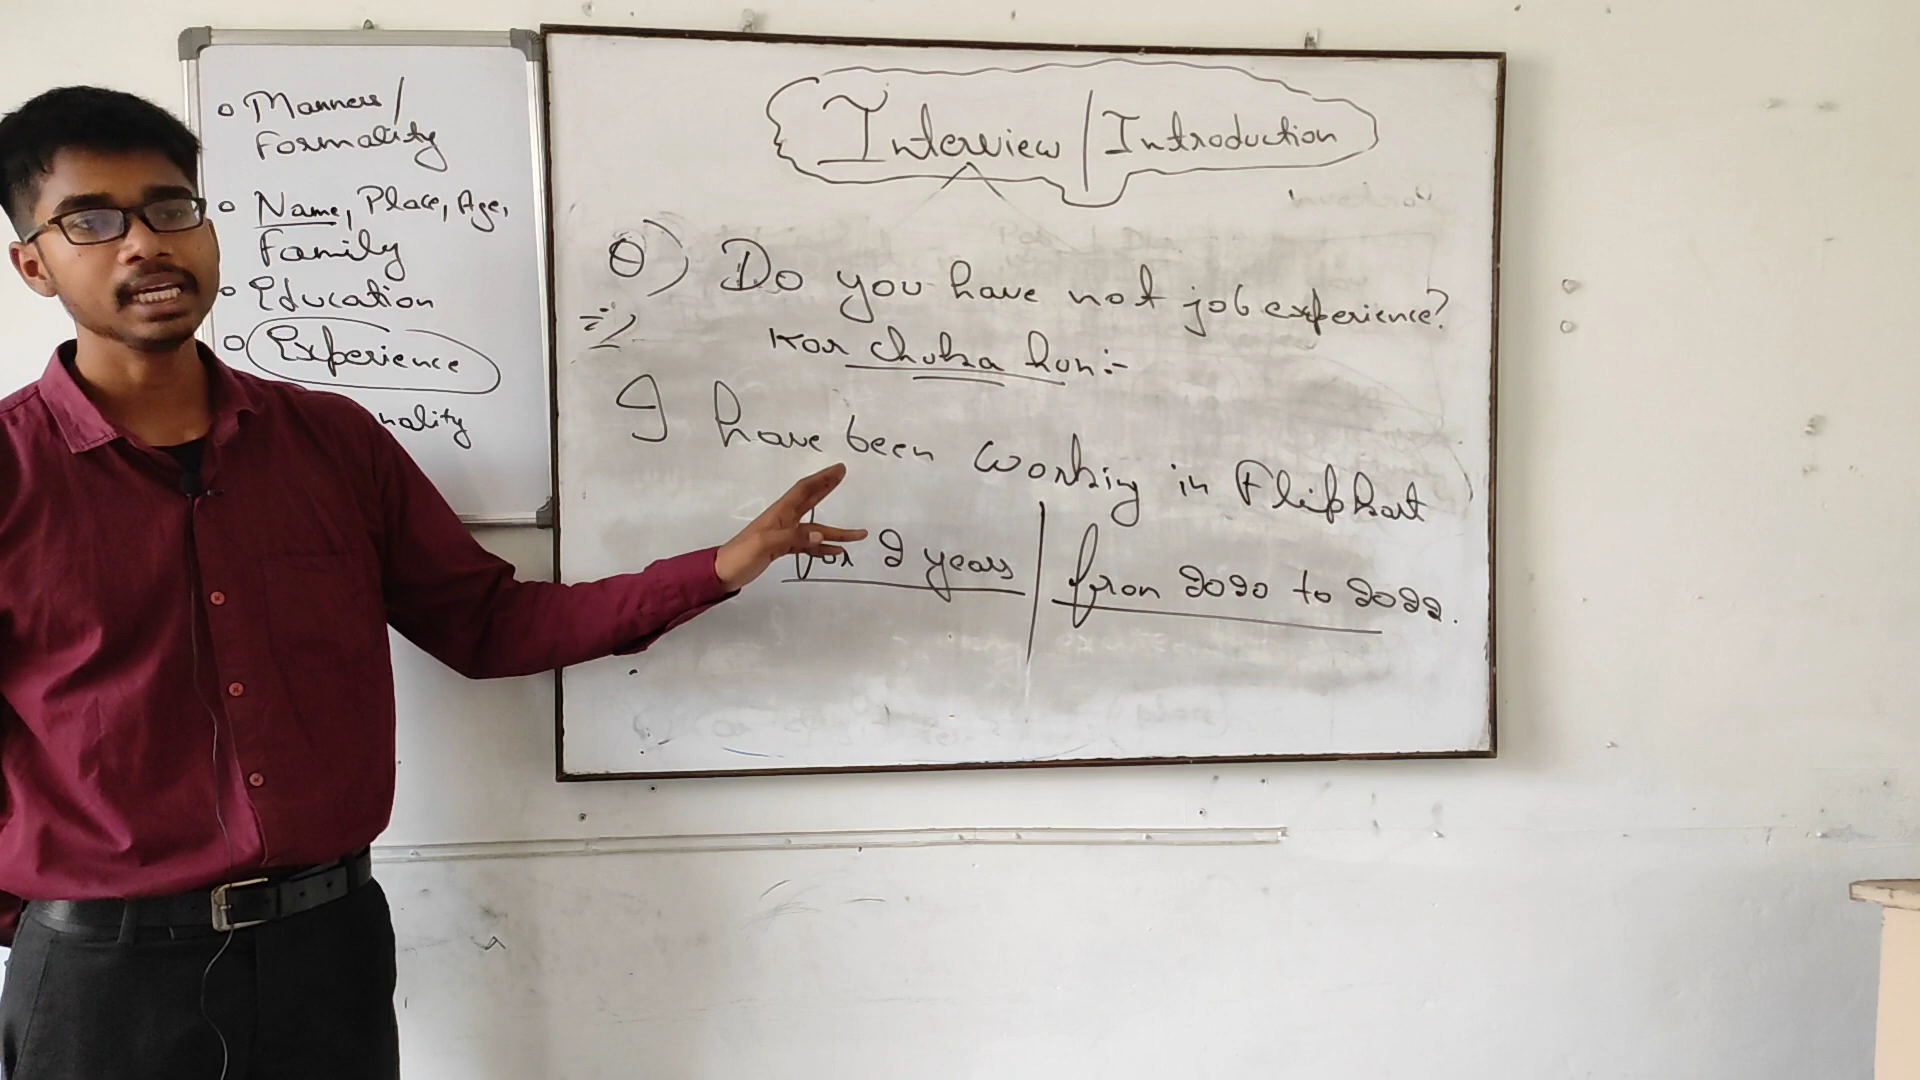 Manners/
Formality
Name, Place, Age,
Family
Education
Experience
nality
Interview | Introduction
Q) Do you have not job experience?
Kar chuka hun:-
I have been working in Flipkart
for 2 years | from 2020 to 2022.